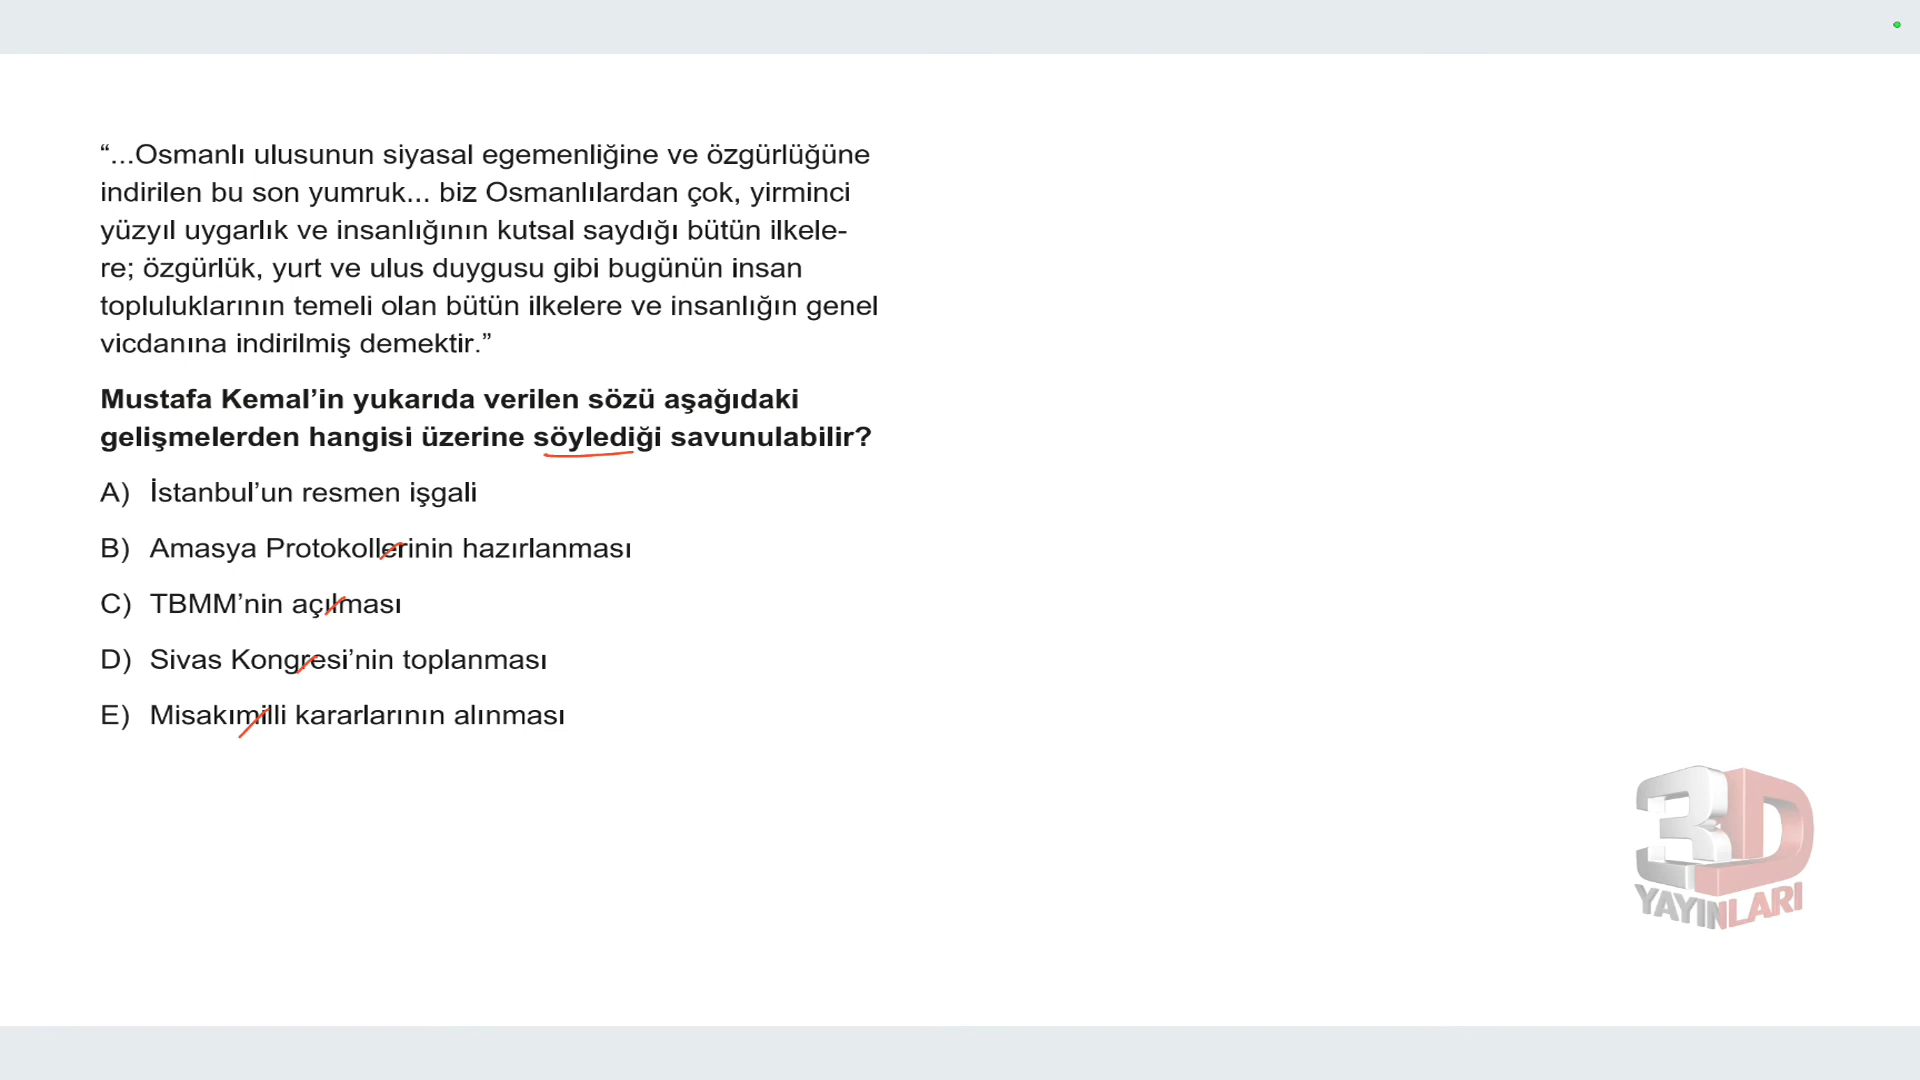 “...Osmanlı ulusunun siyasal egemenliğine ve özgürlüğüne
indirilen bu son yumruk... biz Osmanlılardan çok, yirminci
yüzyıl uygarlık ve insanlığının kutsal saydığı bütün ilkele-
re; özgürlük, yurt ve ulus duygusu gibi bugünün insan
topluluklarının temeli olan bütün ilkelere ve insanlığın genel
vicdanına indirilmiş demektir.”
Mustafa Kemal’in yukarıda verilen sözü aşağıdaki
gelişmelerden hangisi üzerine söylediği savunulabilir?
A) İstanbul’un resmen işgali
B) Amasya Protokollerinin hazırlanması
C) TBMM’nin açılması
D) Sivas Kongresi’nin toplanması
E) Misakımilli kararlarının alınması
3D
YAYINLARI